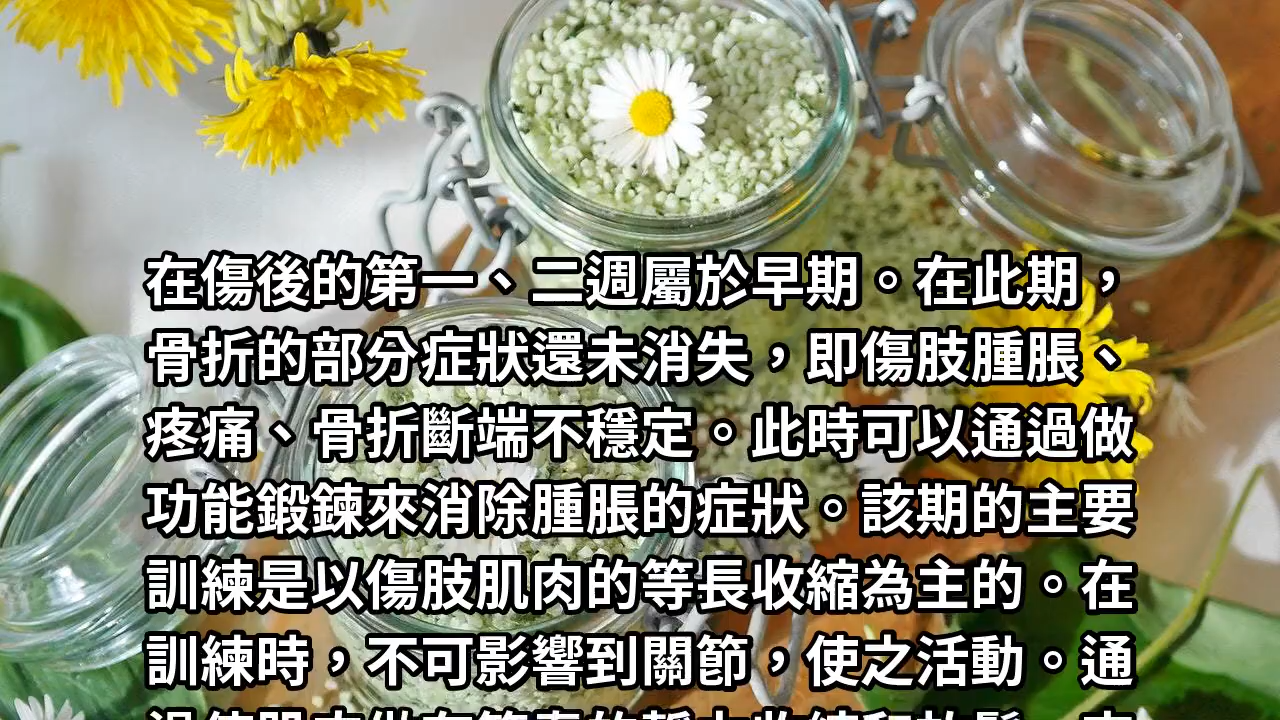 在傷後的第一、二週屬於早期。在此期，
骨折的部分症狀還未消失，即傷肢腫脹、
疼痛、骨折斷端不穩定。此時可以通過做
功能鍛鍊來消除腫脹的症狀。該期的主要
訓練是以傷肢肌肉的等長收縮為主的。在
訓練時，不可影響到關節，使之活動。通